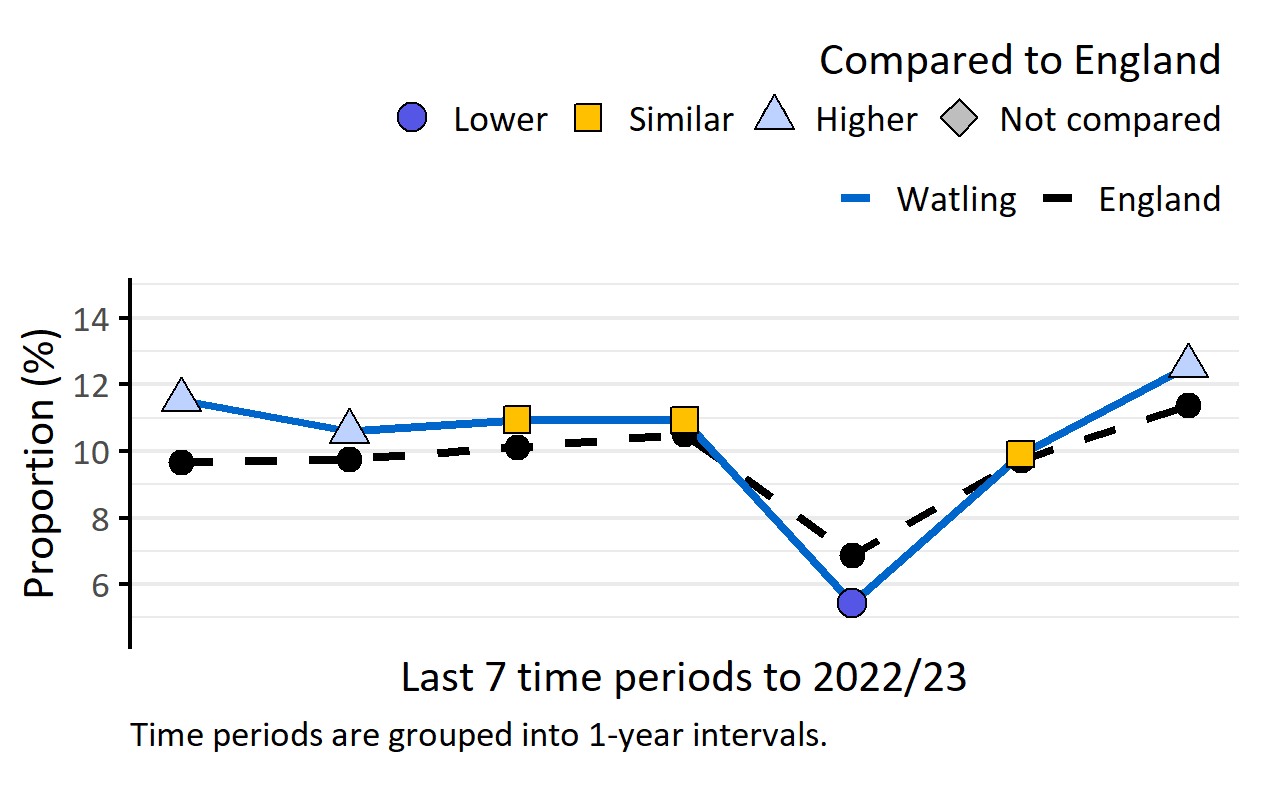 Compared to England
Lower Similar Higher Not compared
Watling England
Proportion (%)
14
12
10
8
6
Last 7 time periods to 2022/23
Time periods are grouped into 1-year intervals.